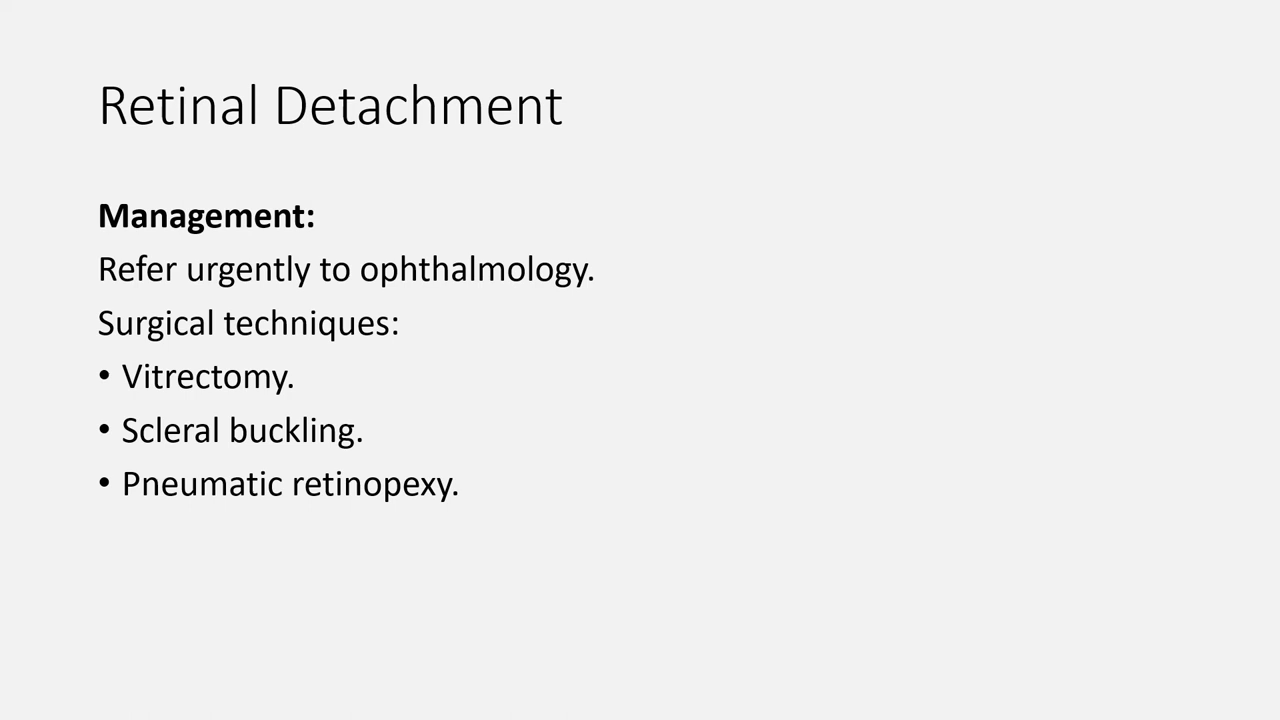 Retinal Detachment
Management:
Refer urgently to ophthalmology.
Surgical techniques:
• Vitrectomy.
• Scleral buckling.
• Pneumatic retinopexy.